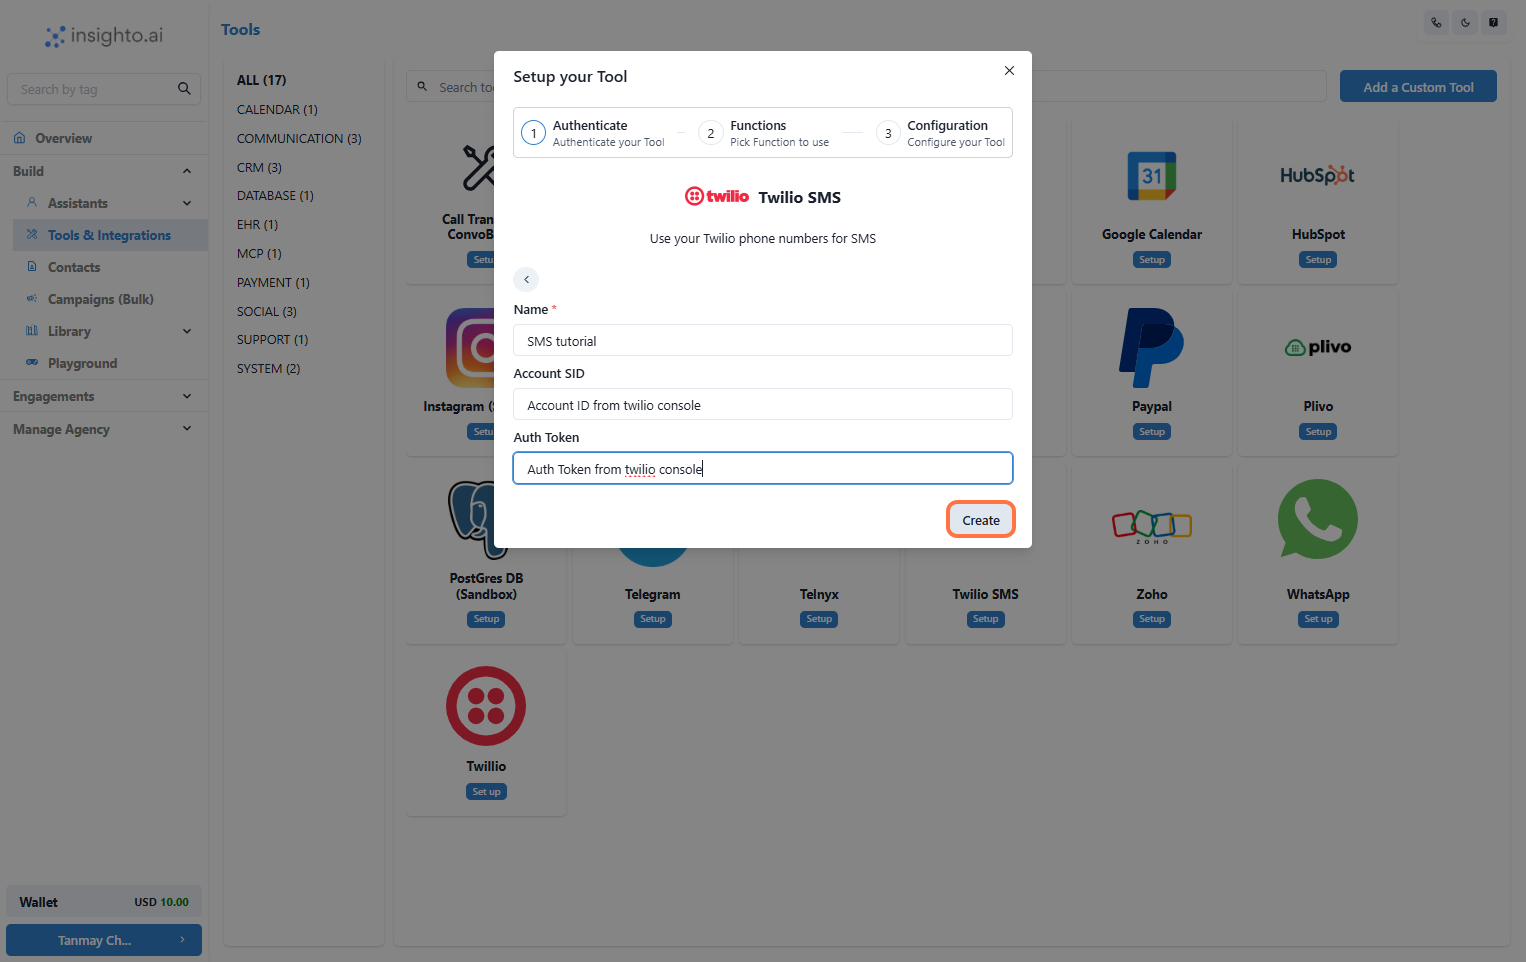 insighto.ai
Search by tag
Overview
Build
Assistants
Tools & Integrations
Contacts
Campaigns (Bulk)
Library
Playground
Engagements
Manage Agency
Wallet
USD 10.00
Tanmay Ch...
Tools
ALL (17)
CALENDAR (1)
COMMUNICATION (3)
CRM (3)
DATABASE (1)
EHR (1)
MCP (1)
PAYMENT (1)
SOCIAL (3)
SUPPORT (1)
SYSTEM (2)
Search
Add a Custom Tool
Setup your Tool
1
Authenticate
Authenticate your Tool
2
Functions
Pick Function to use
3
Configuration
Configure your Tool
twilio Twilio SMS
Use your Twilio phone numbers for SMS
Name *
SMS tutorial
Account SID
Account ID from twilio console
Auth Token
Auth Token from twilio console
Create
Call
31
Google Calendar
Setup
HubSpot
HubSpot
Setup
Instagram
Paypal
Setup
plivo
Plivo
Setup
PostGres DB
(Sandbox)
Setup
Telegram
Setup
Telnyx
Setup
Twilio SMS
Setup
ZOHO
Zoho
Setup
WhatsApp
Set up
Twillio
Set up